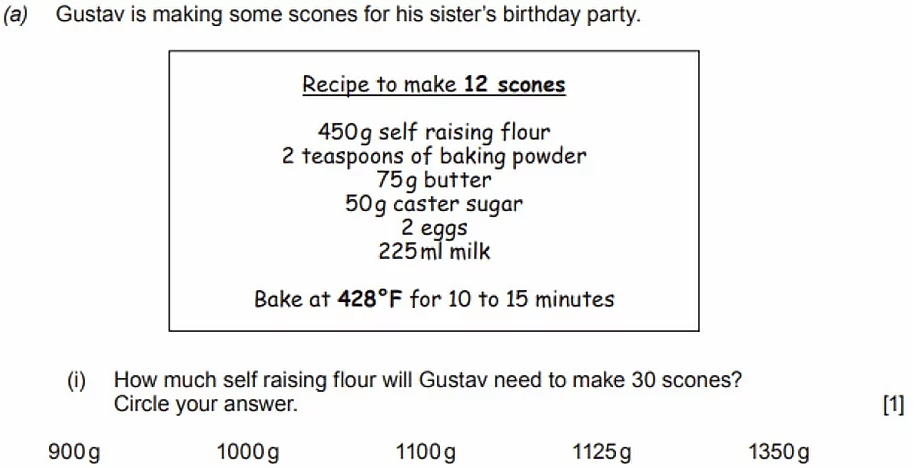 (a) Gustav is making some scones for his sister's birthday party.
Recipe to make 12 scones
450g self raising flour
2 teaspoons of baking powder
75g butter
50g caster sugar
2 eggs
225ml milk
Bake at 428°F for 10 to 15 minutes
(i) How much self raising flour will Gustav need to make 30 scones?
Circle your answer. [1]
900g 1000g 1100g 1125g 1350g